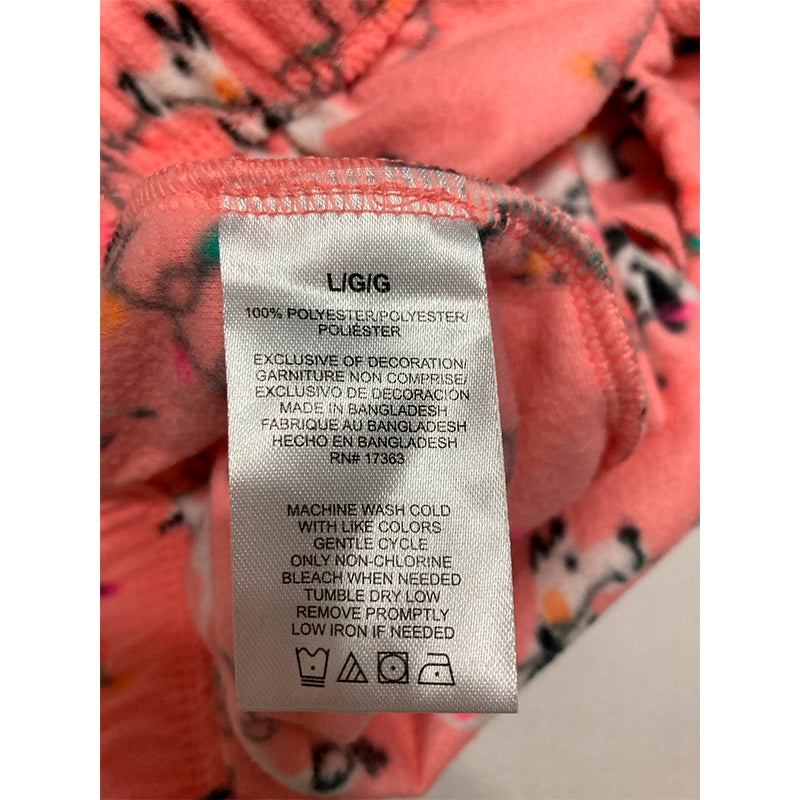 L/G/G
100% POLYESTER/POLYESTER/
POLIÉSTER
EXCLUSIVE OF DECORATION/
GARNITURE NON COMPRISE/
EXCLUSIVO DE DECORACIÓN
MADE IN BANGLADESH
FABRIQUE AU BANGLADESH
HECHO EN BANGLADESH
RN# 17363
MACHINE WASH COLD
WITH LIKE COLORS
GENTLE CYCLE
ONLY NON-CHLORINE
BLEACH WHEN NEEDED
TUMBLE DRY LOW
REMOVE PROMPTLY
LOW IRON IF NEEDED